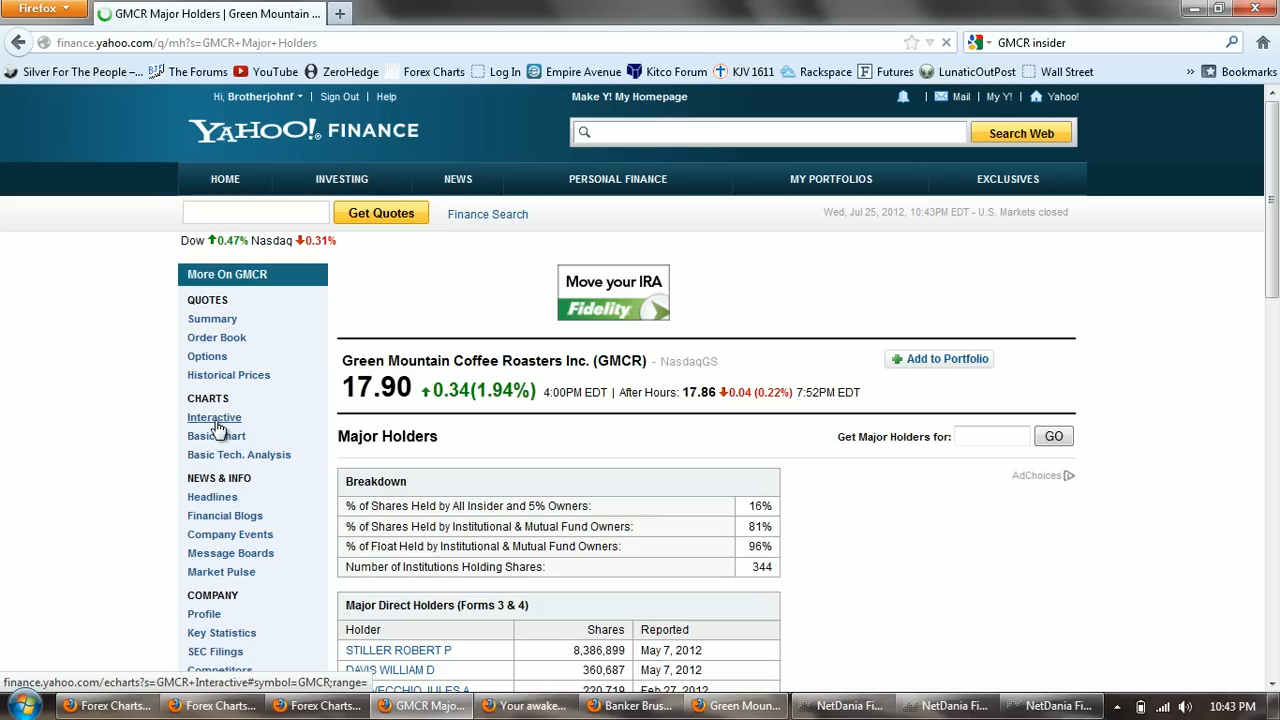 Firefox
GMCR Major Holders | Green Mountain ...
finance.yahoo.com/q/mh?s=GMCR+Major+Holders
GMCR insider
Silver For The People –...
The Forums
YouTube
ZeroHedge
Forex Charts
Log In
Empire Avenue
Kitco Forum
KJV 1611
Rackspace
Futures
LunaticOutPost
Wall Street
»
Bookmarks
Hi, Brotherjohnf
Sign Out
Help
Make Y! My Homepage
Mail
My Y!
Yahoo!
YAHOO! FINANCE
Search Web
HOME
INVESTING
NEWS
PERSONAL FINANCE
MY PORTFOLIOS
EXCLUSIVES
Get Quotes
Finance Search
Wed, Jul 25, 2012, 10:43PM EDT - U.S. Markets closed
Dow 0.47% Nasdaq 0.31%
More On GMCR
QUOTES
Summary
Order Book
Options
Historical Prices
CHARTS
Interactive
Basic Chart
Basic Tech. Analysis
NEWS & INFO
Headlines
Financial Blogs
Company Events
Message Boards
Market Pulse
COMPANY
Profile
Key Statistics
SEC Filings
Competitors
Move your IRA
Fidelity
Green Mountain Coffee Roasters Inc. (GMCR) - NasdaqGS
Add to Portfolio
17.90 0.34(1.94%) 4:00PM EDT | After Hours: 17.86 0.04 (0.22%) 7:52PM EDT
Major Holders
Get Major Holders for:
GO
AdChoices
Breakdown
% of Shares Held by All Insider and 5% Owners: 16%
% of Shares Held by Institutional & Mutual Fund Owners: 81%
% of Float Held by Institutional & Mutual Fund Owners: 96%
Number of Institutions Holding Shares: 344
Major Direct Holders (Forms 3 & 4)
Holder Shares Reported
STILLER ROBERT P 8,386,899 May 7, 2012
DAVIS WILLIAM D 360,687 May 7, 2012
VECCHIO JULES A 220,719 Feb 27, 2012
finance.yahoo.com/echarts?s=GMCR+Interactive#symbol=GMCR;range=
Forex Charts...
Forex Charts...
Forex Charts...
GMCR Majo...
Your awake...
Banker Brus...
Green Moun...
NetDania Fi...
NetDania Fi...
NetDania Fi...
10:43 PM